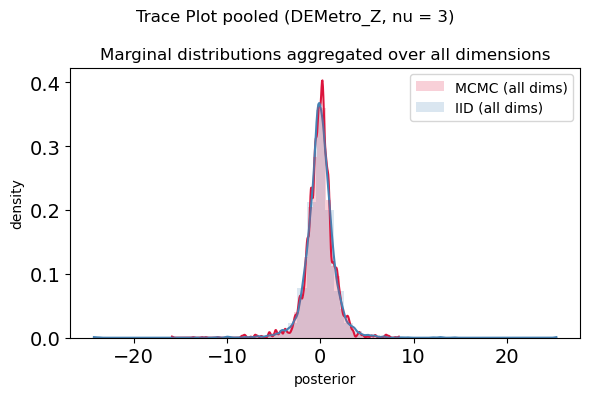 Trace Plot pooled (DEMetro_Z, nu = 3)
Marginal distributions aggregated over all dimensions
MCMC (all dims)
IID (all dims)
density
0.4
0.3
0.2
0.1
0.0
−20
−10
0
10
20
posterior